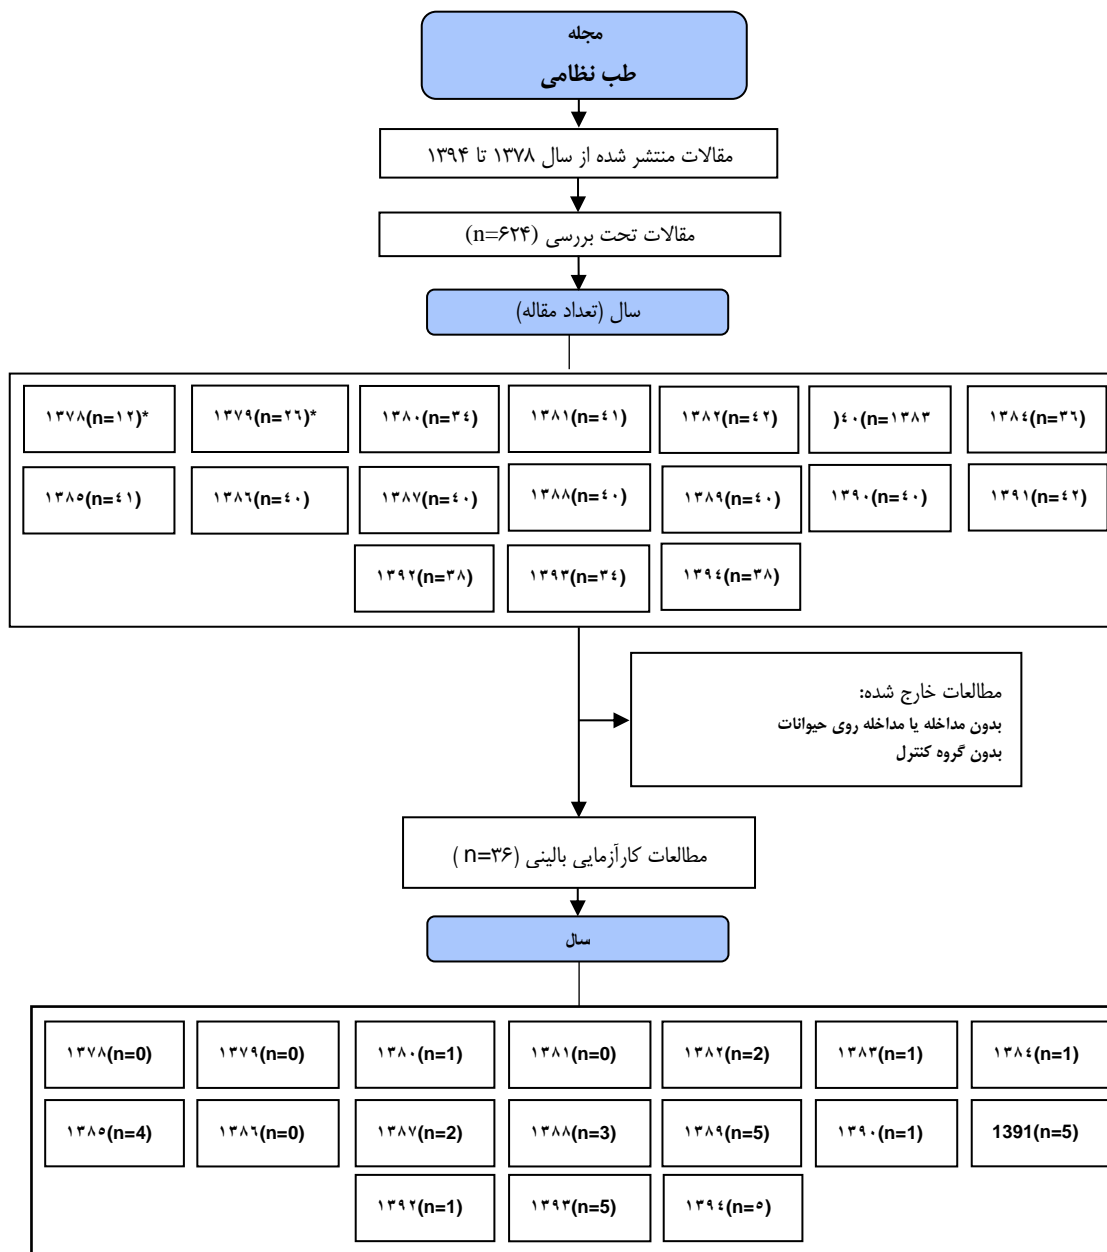 مجله
طب نظامی
مقالات منتشر شده از سال ۱۳۷۸ تا ۱۳۹۴
مقالات تحت بررسی (n=۶۲۴)
سال (تعداد مقاله)
۱۳۷۸(n=۱۲)*
۱۳۷۹(n=۲٦)*
۱۳۸۰(n=۳٤)
۱۳۸۱(n=٤۱)
۱۳۸۲(n=٤۲)
)٤۰(n=۱۳۸۳
۱۳۸٤(n=۳٦)
۱۳۸٥(n=٤۱)
۱۳۸٦(n=٤۰)
۱۳۸۷(n=٤۰)
۱۳۸۸(n=٤۰)
۱۳۸۹(n=٤۰)
۱۳۹۰(n=٤۰)
۱۳۹۱(n=٤۲)
۱۳۹۲(n=۳۸)
۱۳۹۳(n=۳٤)
۱۳۹٤(n=۳۸)
مطالعات خارج شده:
بدون مداخله یا مداخله روی حیوانات
بدون گروه کنترل
مطالعات کارآزمایی بالینی (n=۳۶ )
سال
۱۳۷۸(n=0)
۱۳۷۹(n=0)
۱۳۸۰(n=1)
۱۳۸۱(n=0)
۱۳۸۲(n=2)
۱۳۸۳(n=1)
۱۳۸٤(n=1)
۱۳۸٥(n=4)
۱۳۸٦(n=0)
۱۳۸۷(n=2)
۱۳۸۸(n=3)
۱۳۸۹(n=5)
۱۳۹۰(n=1)
1391(n=5)
۱۳۹۲(n=1)
۱۳۹۳(n=5)
۱۳۹٤(n=٥)